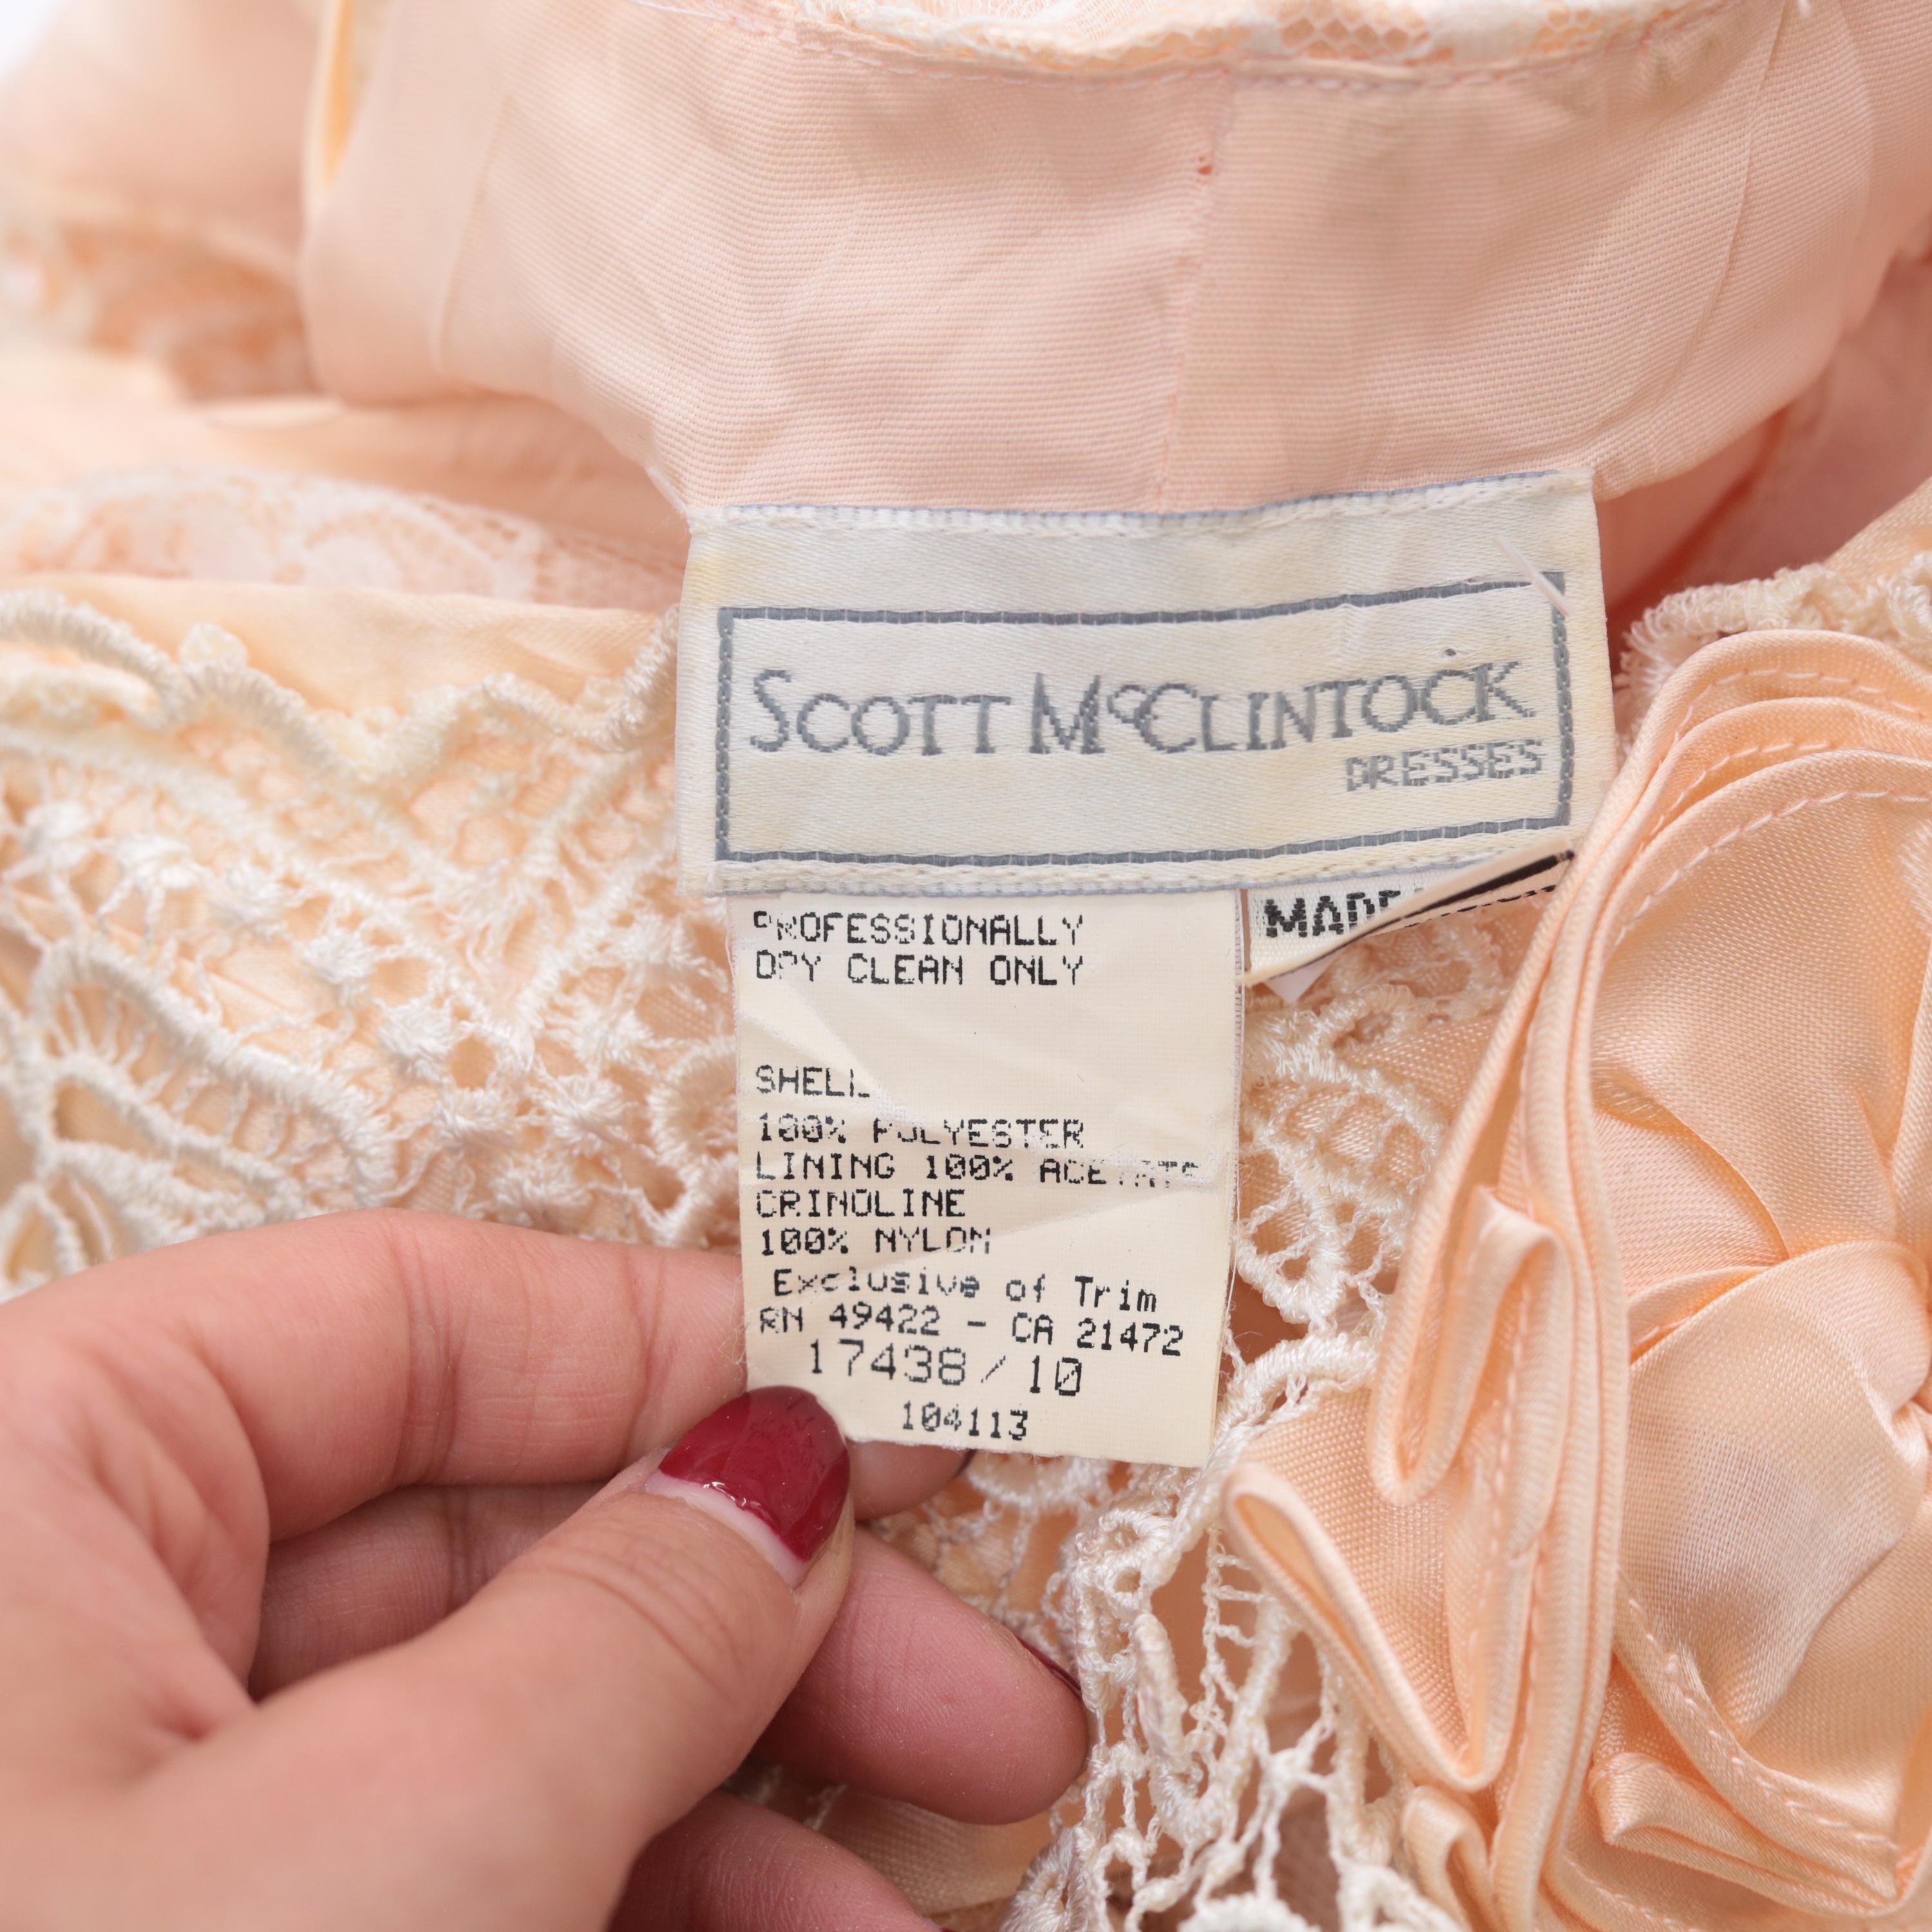 SCOTT McCLINTOCK
DRESSES
PROFESSIONALLY
DRY CLEAN ONLY
MADE
SHELL
100% POLYESTER
LINING 100% ACETATE
CRINOLINE
100% NYLON
Exclusive of Trim
RN 49422 - CA 21472
17438/10
104113